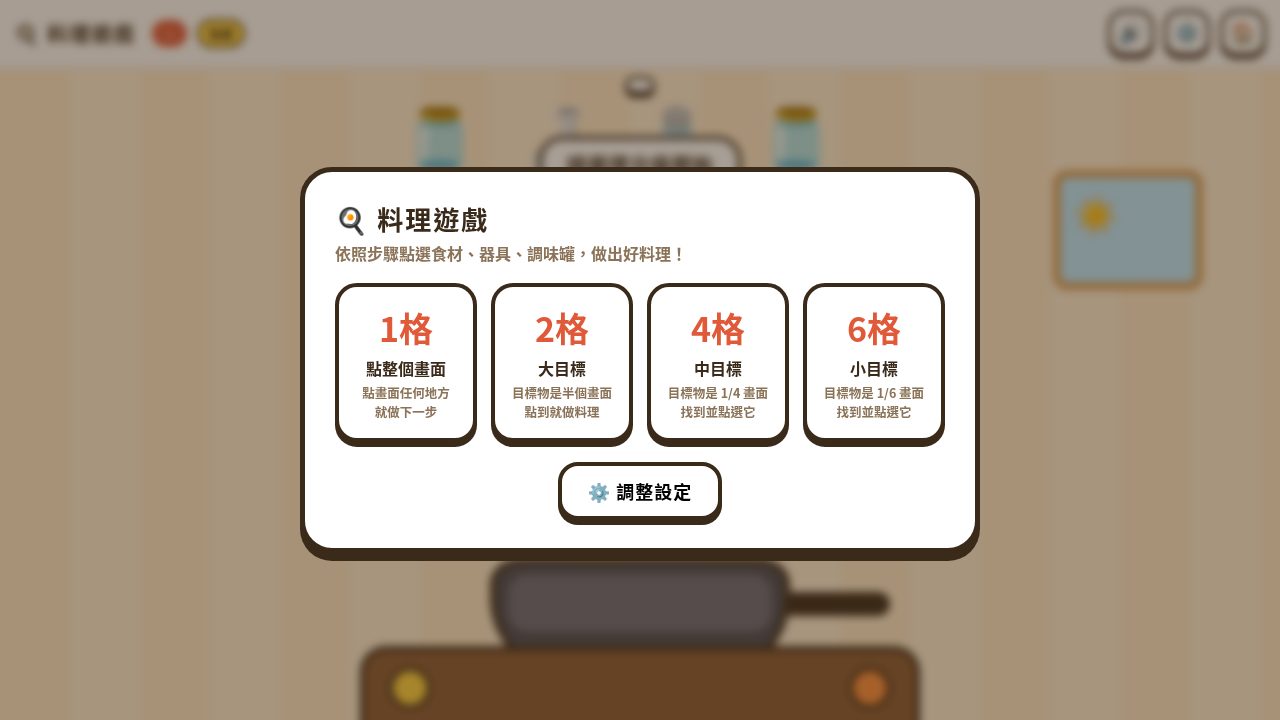 料理遊戲
依照步驟點選食材、器具、調味罐，做出好料理！
1格
點整個畫面
點畫面任何地方
就做下一步
2格
大目標
目標物是半個畫面
點到就做料理
4格
中目標
目標物是 1/4 畫面
找到並點選它
6格
小目標
目標物是 1/6 畫面
找到並點選它
調整設定